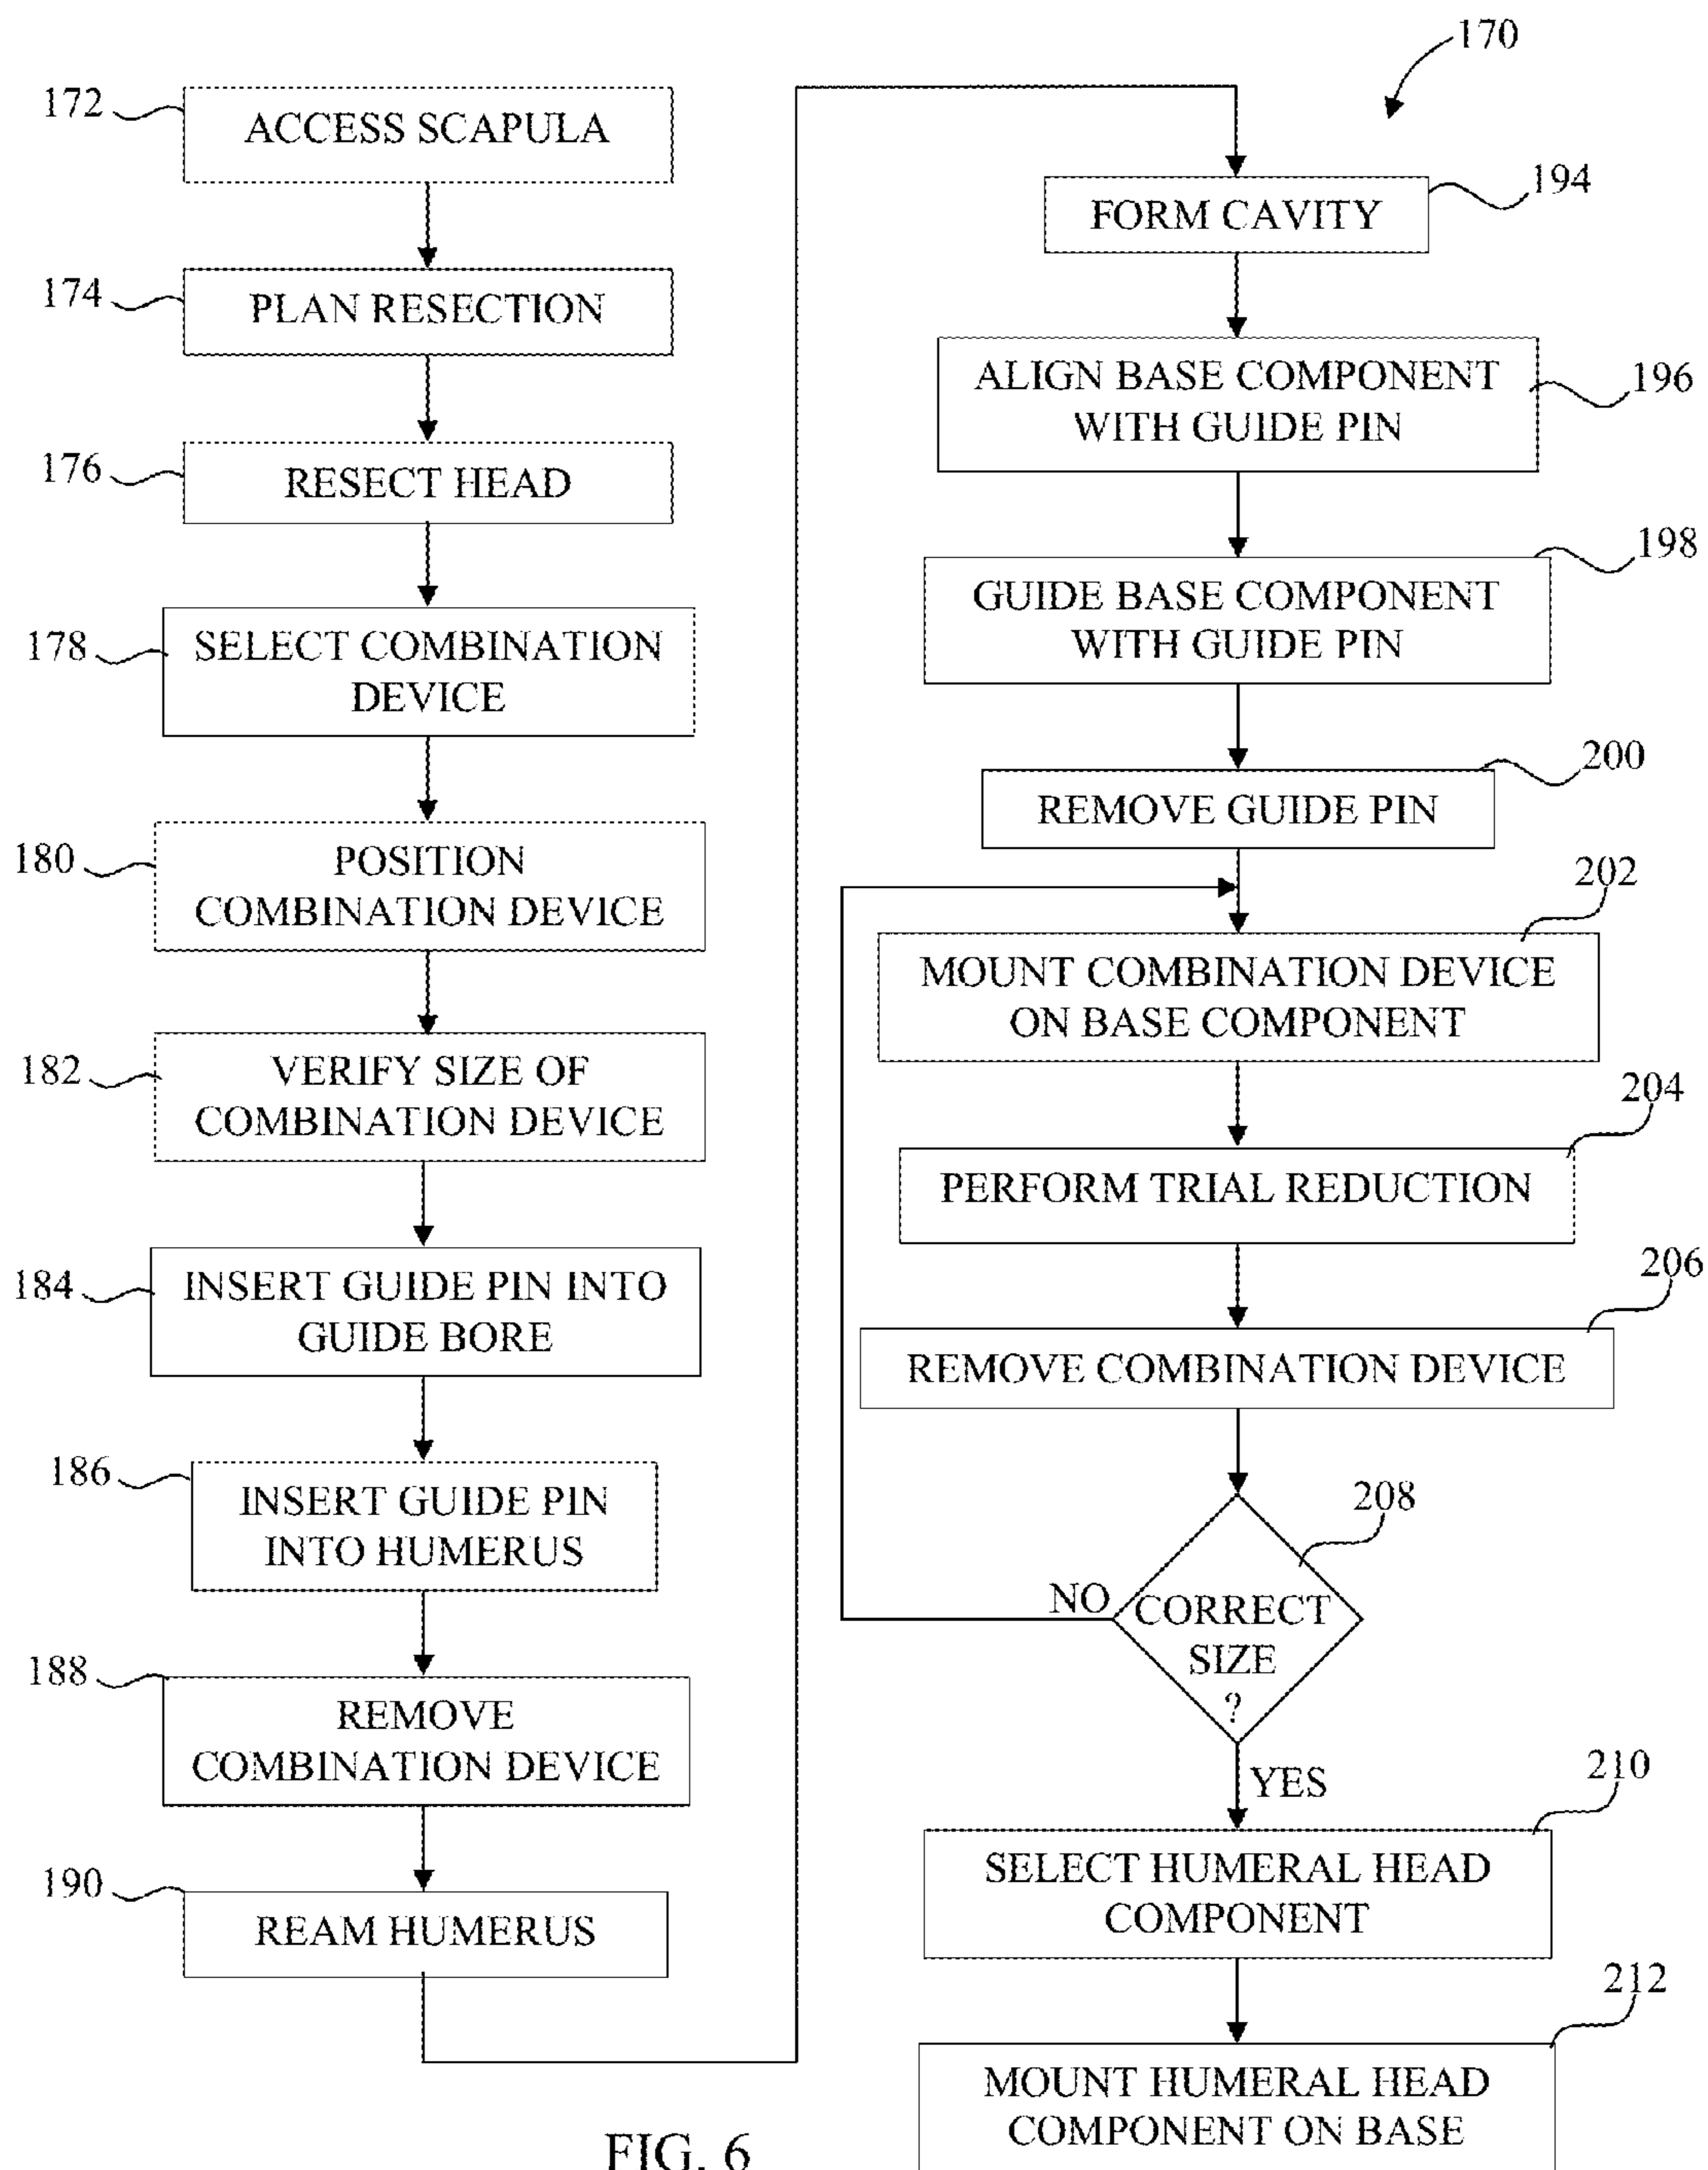 170
172
ACCESS SCAPULA
174
PLAN RESECTION
176
RESECT HEAD
178
SELECT COMBINATION
DEVICE
180
POSITION
COMBINATION DEVICE
182
VERIFY SIZE OF
COMBINATION DEVICE
184
INSERT GUIDE PIN INTO
GUIDE BORE
186
INSERT GUIDE PIN
INTO HUMERUS
188
REMOVE
COMBINATION DEVICE
190
REAM HUMERUS
194
FORM CAVITY
196
ALIGN BASE COMPONENT
WITH GUIDE PIN
198
GUIDE BASE COMPONENT
WITH GUIDE PIN
200
REMOVE GUIDE PIN
202
MOUNT COMBINATION DEVICE
ON BASE COMPONENT
204
PERFORM TRIAL REDUCTION
206
REMOVE COMBINATION DEVICE
208
NO
CORRECT
SIZE
?
YES
210
SELECT HUMERAL HEAD
COMPONENT
212
MOUNT HUMERAL HEAD
COMPONENT ON BASE
FIG. 6